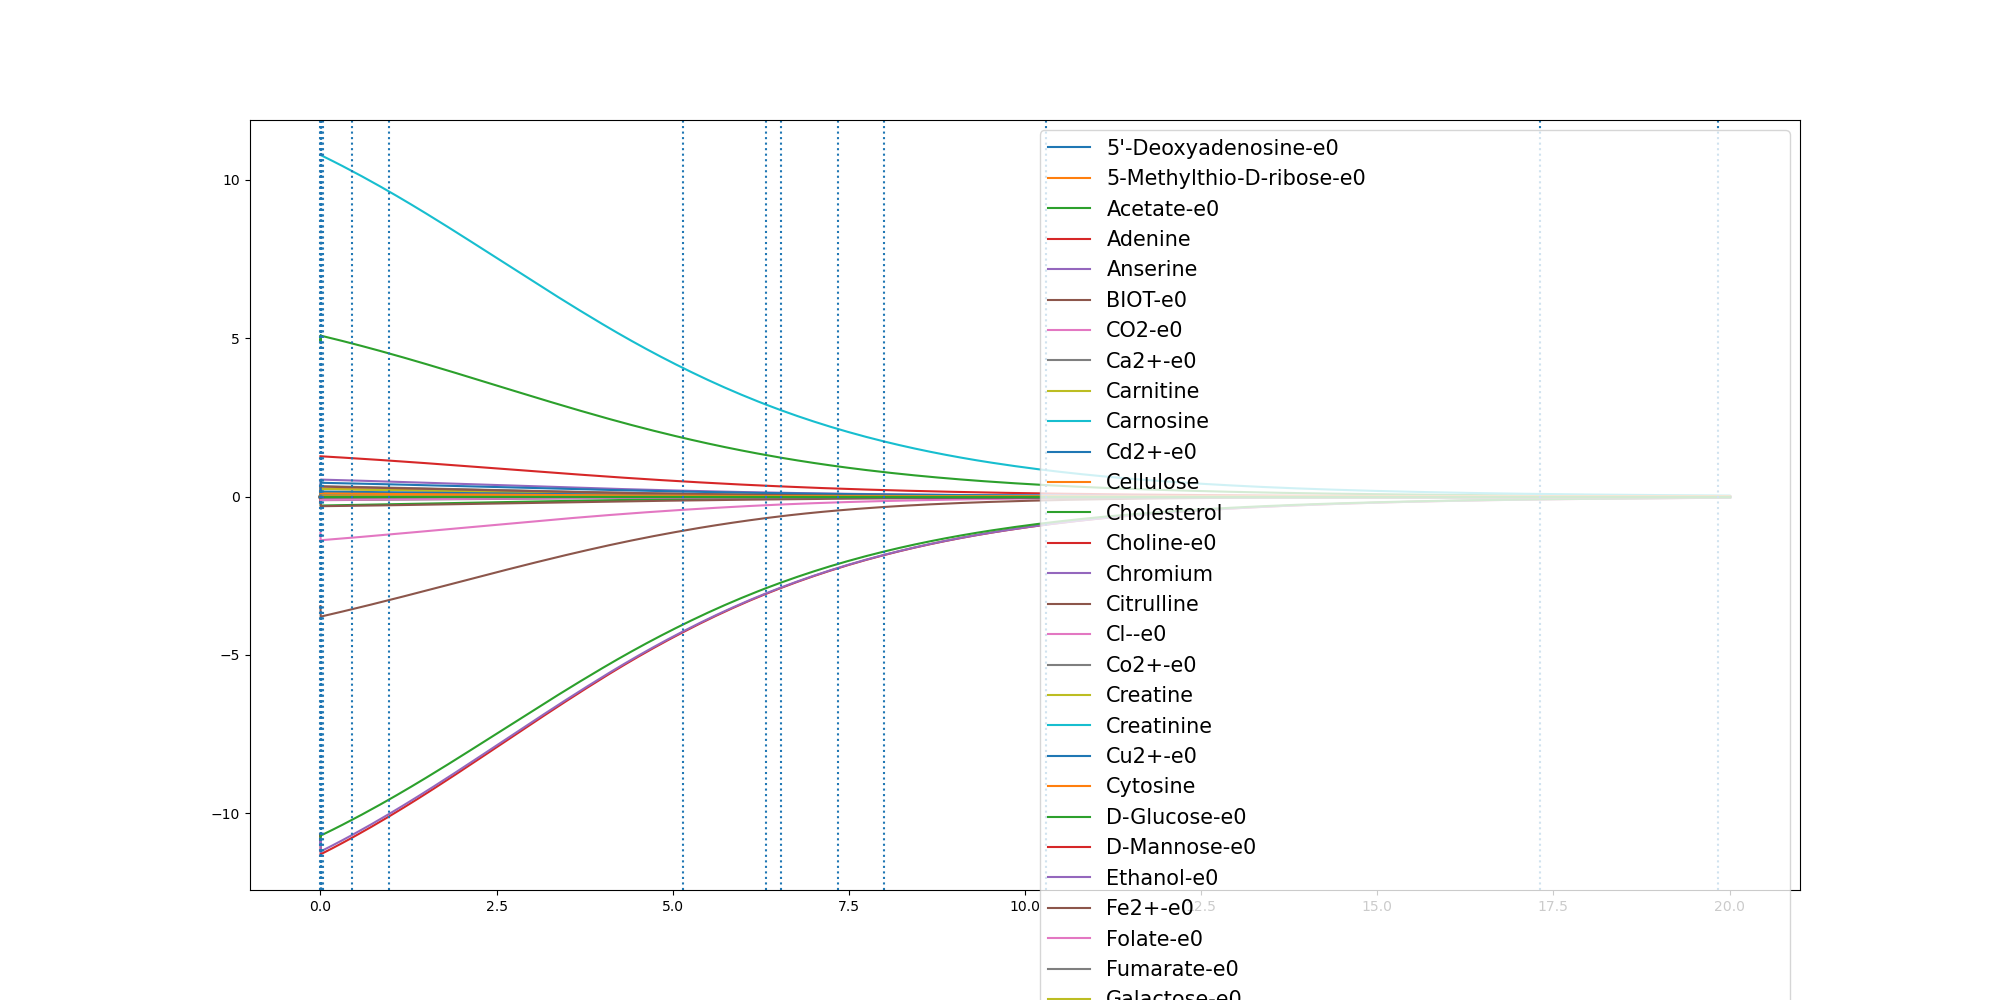 10
5
0
−5
−10
0.0
2.5
5.0
7.5
10.0
2.5
15.0
17.5
20.0
5'-Deoxyadenosine-e0
5-Methylthio-D-ribose-e0
Acetate-e0
Adenine
Anserine
BIOT-e0
CO2-e0
Ca2+-e0
Carnitine
Carnosine
Cd2+-e0
Cellulose
Cholesterol
Choline-e0
Chromium
Citrulline
Cl--e0
Co2+-e0
Creatine
Creatinine
Cu2+-e0
Cytosine
D-Glucose-e0
D-Mannose-e0
Ethanol-e0
Fe2+-e0
Folate-e0
Fumarate-e0
Galactose-e0